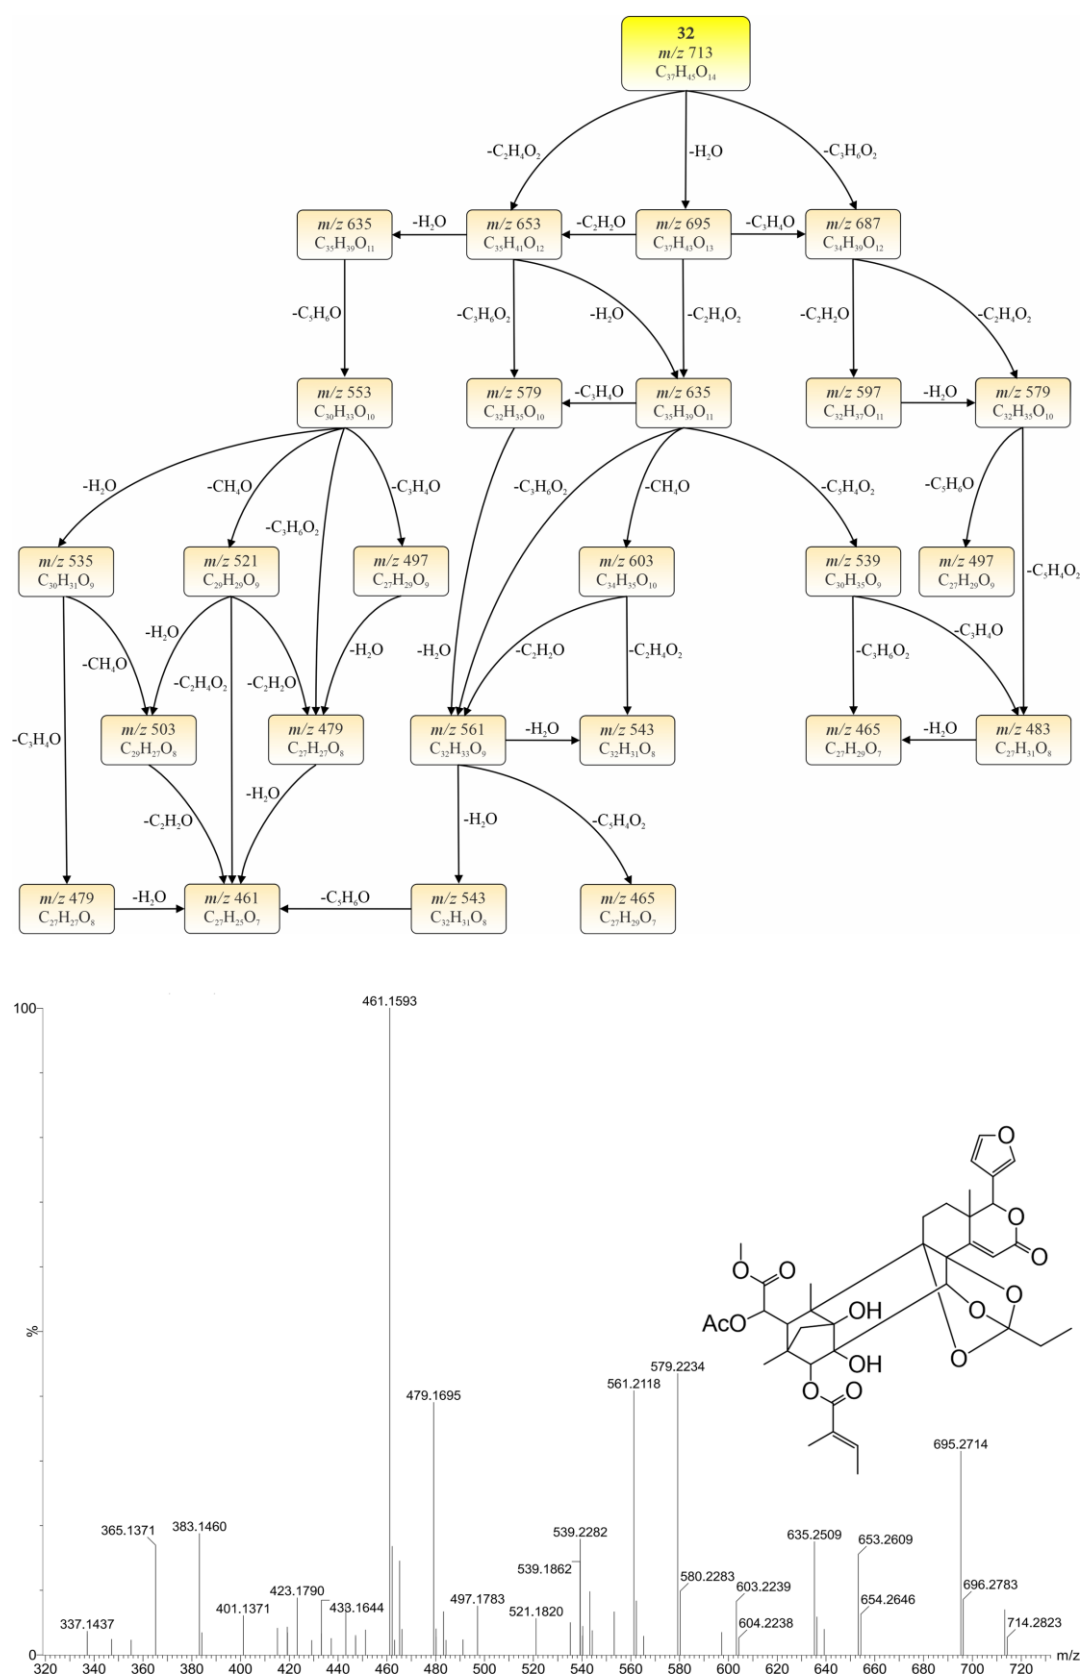 32
m/z 713
C₃₇H₄₅O₁₄
-C₂H₄O₂
-H₂O
-C₃H₆O₂
m/z 635
C₃₅H₃₉O₁₁
-H₂O
m/z 653
C₃₅H₄₁O₁₂
-C₂H₂O
m/z 695
C₃₇H₄₃O₁₃
-C₃H₄O
m/z 687
C₃₄H₃₉O₁₂
-C₅H₆O
-C₃H₆O₂
-H₂O
-C₂H₄O₂
-C₂H₂O
-C₂H₄O₂
m/z 553
C₃₀H₃₃O₁₀
m/z 579
C₃₂H₃₅O₁₀
-C₃H₄O
m/z 635
C₃₅H₃₉O₁₁
m/z 597
C₃₂H₃₇O₁₁
-H₂O
m/z 579
C₃₂H₃₅O₁₀
-H₂O
-CH₄O
-C₃H₆O₂
-C₃H₄O
-C₃H₆O₂
-CH₄O
-C₅H₄O₂
-C₅H₆O
m/z 535
C₃₀H₃₁O₉
m/z 521
C₂₉H₂₉O₉
m/z 497
C₂₇H₂₉O₉
m/z 603
C₃₄H₃₅O₁₀
m/z 539
C₃₀H₃₅O₉
m/z 497
C₂₇H₂₉O₉
-C₅H₄O₂
-CH₄O
-H₂O
-C₂H₄O₂
-C₂H₂O
-H₂O
-H₂O
-C₂H₂O
-C₂H₄O₂
-C₃H₆O₂
-C₃H₄O
-C₃H₄O
m/z 503
C₂₉H₂₇O₈
m/z 479
C₂₇H₂₇O₈
m/z 561
C₃₂H₃₃O₉
-H₂O
m/z 543
C₃₂H₃₁O₈
m/z 465
C₂₇H₂₉O₇
-H₂O
m/z 483
C₂₇H₃₁O₈
-C₂H₂O
-H₂O
-H₂O
-C₅H₄O₂
m/z 479
C₂₇H₂₇O₈
-H₂O
m/z 461
C₂₇H₂₅O₇
-C₅H₆O
m/z 543
C₃₂H₃₁O₈
m/z 465
C₂₇H₂₉O₇
100
%
0
461.1593
479.1695
561.2118
579.2234
695.2714
365.1371
383.1460
539.2282
635.2509
653.2609
539.1862
580.2283
603.2239
696.2783
423.1790
433.1644
497.1783
401.1371
521.1820
604.2238
654.2646
714.2823
337.1437
O
O
O
O
O
O
O
O
AcO
OH
OH
O
O
320 340 360 380 400 420 440 460 480 500 520 540 560 580 600 620 640 660 680 700 720 m/z